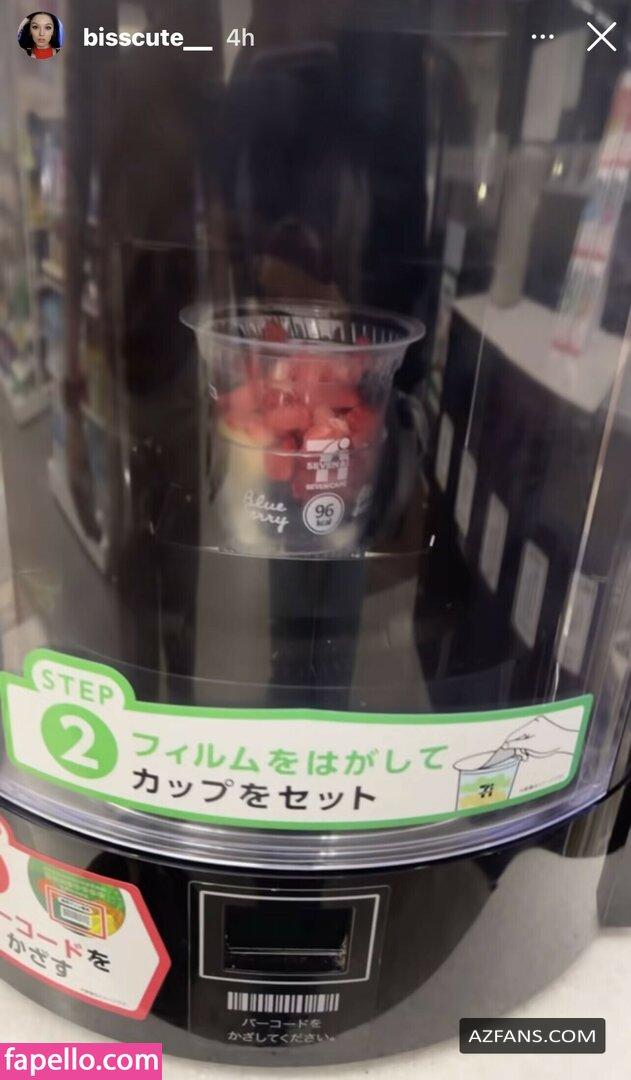 bisscute__ 4h
7i
SEVEN CAFÉ
Blue
96
kcal
STEP
2
フィルムをはがして
カップをセット
ーコードを
かざす
バーコードを
かざしてください。
AZFANS.COM
fapello.com